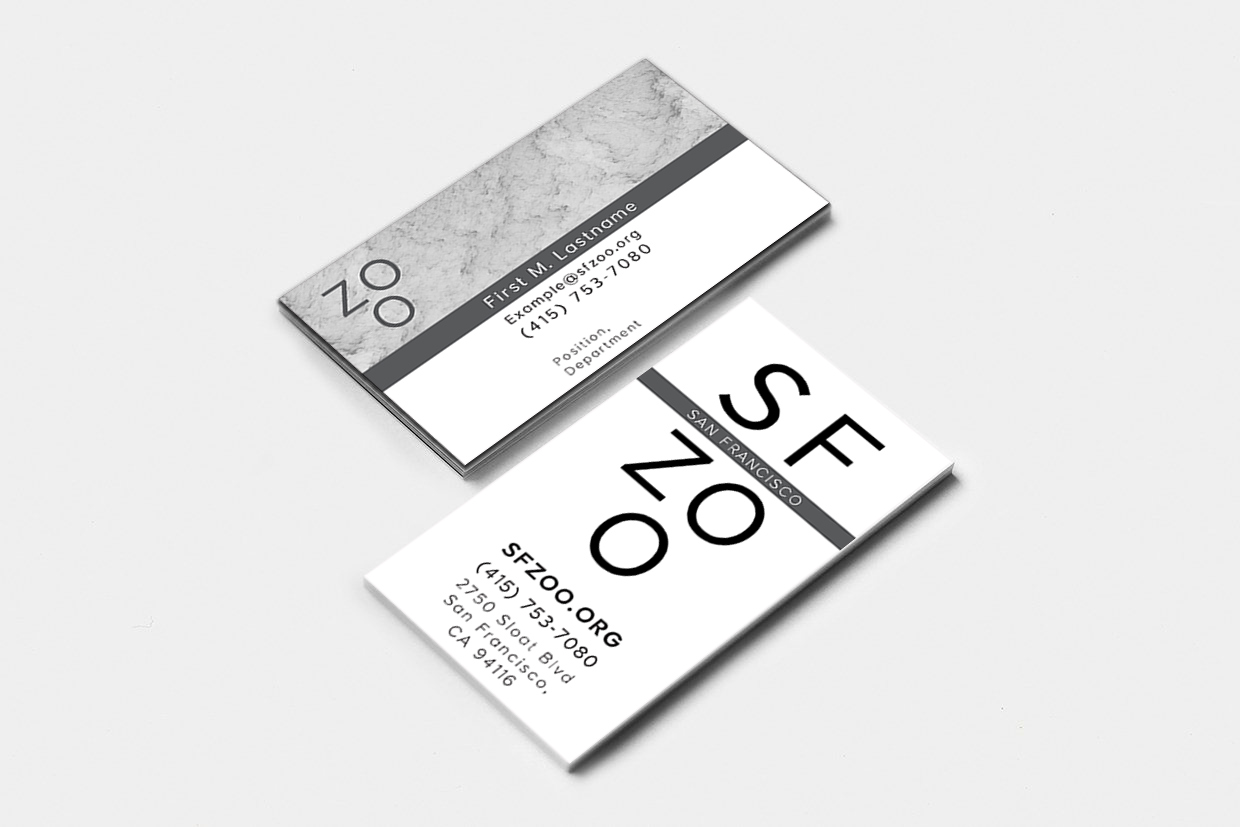 ZO
O
First M. Lastname
Example@sfzoo.org
(415) 753-7080
Position,
Department
SF
SAN FRANCISCO
ZO
O
SFZOO.ORG
(415) 753-7080
2750 Sloat Blvd
San Francisco,
CA 94116